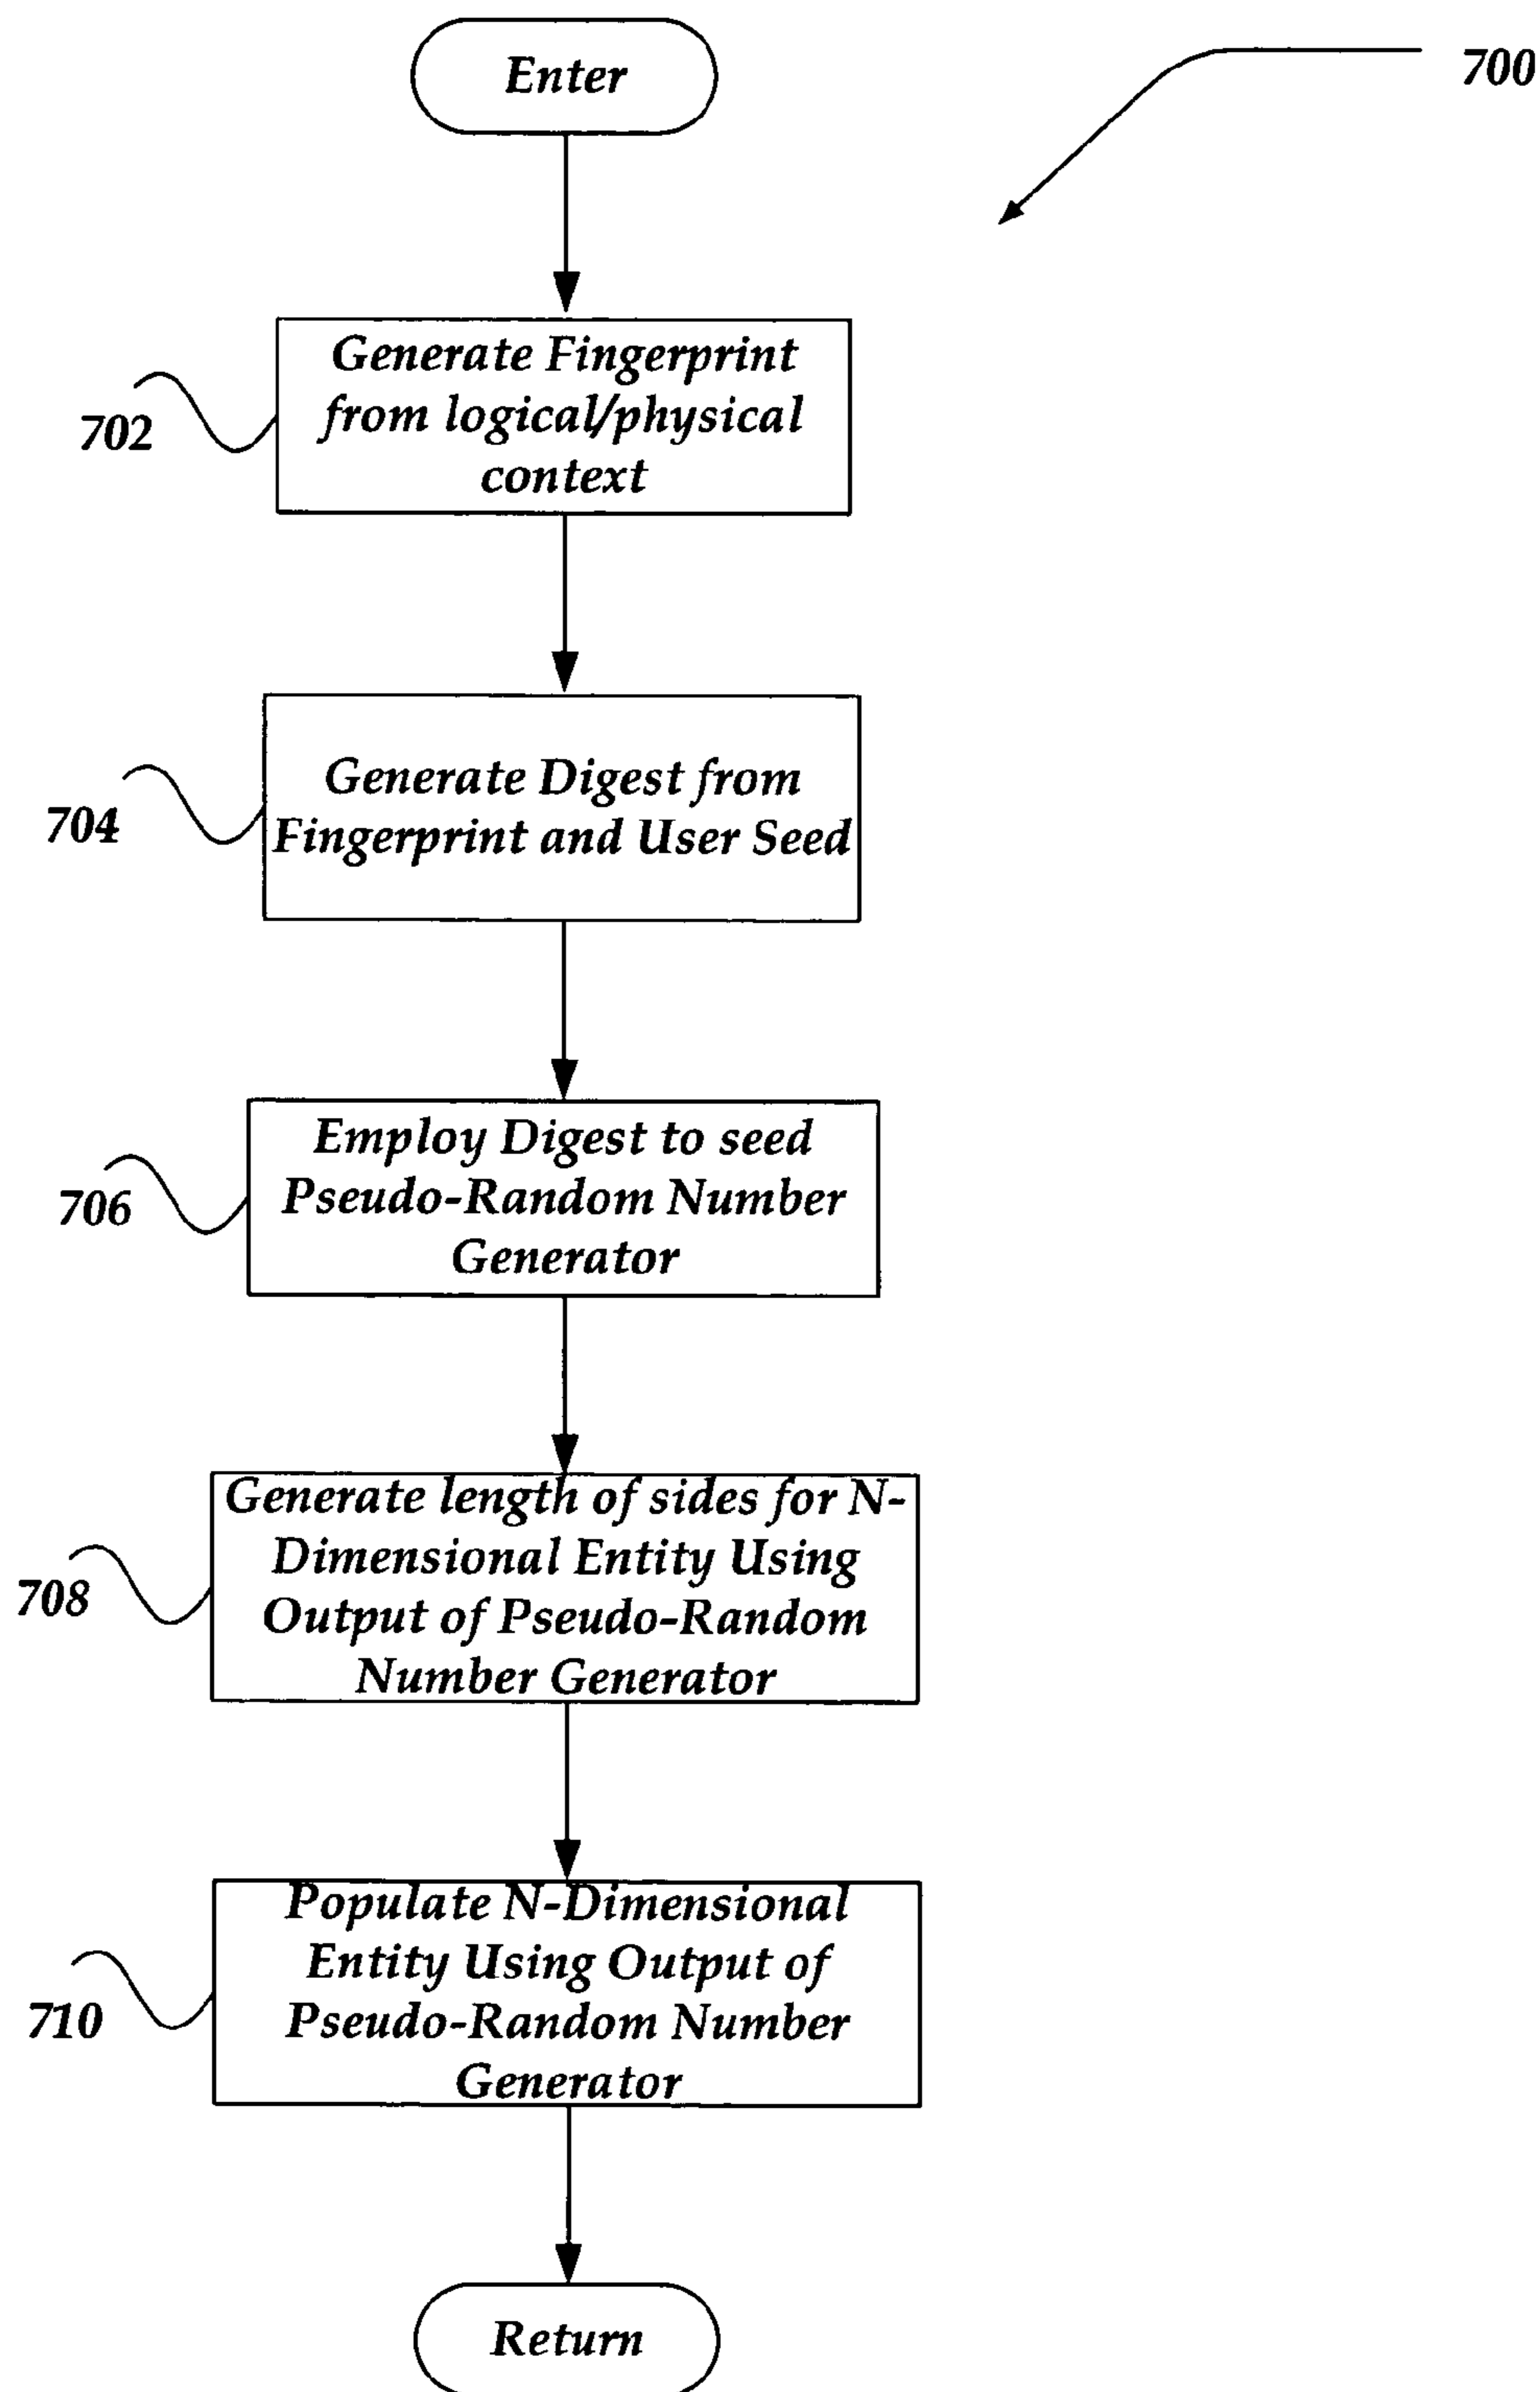 Enter
700
Generate Fingerprint
from logical/physical
context
702
Generate Digest from
Fingerprint and User Seed
704
Employ Digest to seed
Pseudo-Random Number
Generator
706
Generate length of sides for N-
Dimensional Entity Using
Output of Pseudo-Random
Number Generator
708
Populate N-Dimensional
Entity Using Output of
Pseudo-Random Number
Generator
710
Return